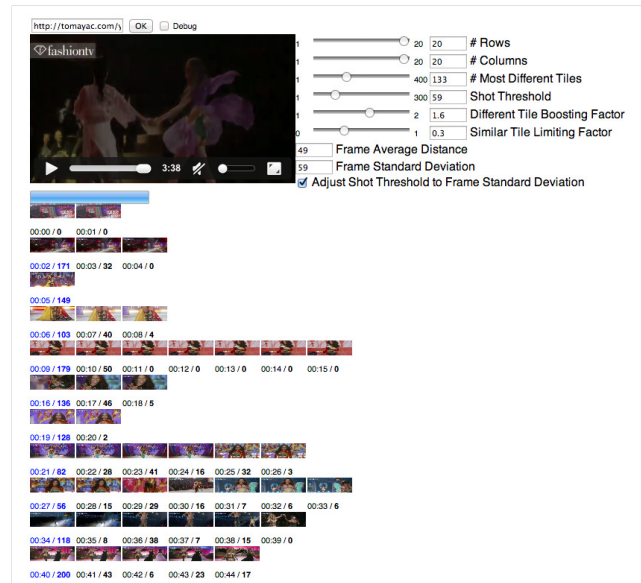 http://tomayac.com/y OK Debug
fashiontv
3:38
1 20 20 # Rows
1 20 20 # Columns
1 400 133 # Most Different Tiles
1 300 59 Shot Threshold
1 2 1.6 Different Tile Boosting Factor
0 1 0.3 Similar Tile Limiting Factor
49 Frame Average Distance
59 Frame Standard Deviation
Adjust Shot Threshold to Frame Standard Deviation
00:00 / 0 00:01 / 0
00:02 / 171 00:03 / 32 00:04 / 0
00:05 / 149
00:06 / 103 00:07 / 40 00:08 / 4
00:09 / 179 00:10 / 50 00:11 / 0 00:12 / 0 00:13 / 0 00:14 / 0 00:15 / 0
00:16 / 136 00:17 / 46 00:18 / 5
00:19 / 128 00:20 / 2
00:21 / 82 00:22 / 28 00:23 / 41 00:24 / 16 00:25 / 32 00:26 / 3
00:27 / 56 00:28 / 15 00:29 / 29 00:30 / 16 00:31 / 7 00:32 / 6 00:33 / 6
00:34 / 118 00:35 / 8 00:36 / 38 00:37 / 7 00:38 / 15 00:39 / 0
00:40 / 200 00:41 / 43 00:42 / 6 00:43 / 23 00:44 / 17